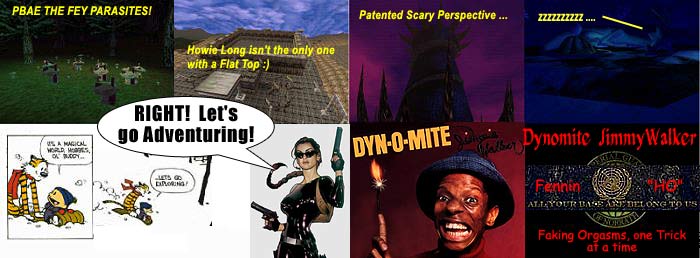 PBAE THE FEY PARASITES!
Howie Long isn't the only one
with a Flat Top :)
Patented Scary Perspective ...
zzzzzzzzzz ....
RIGHT! Let's
go Adventuring!
IT'S A MAGICAL
WORLD, HOBBES,
OL' BUDDY...
...LET'S GO
EXPLORING!
DYN-O-MITE
Dynomite JimmyWalker
Fennin "HC"
ALL YOUR BASE ARE BELONG TO US
Faking Orgasms, one Trick
at a time